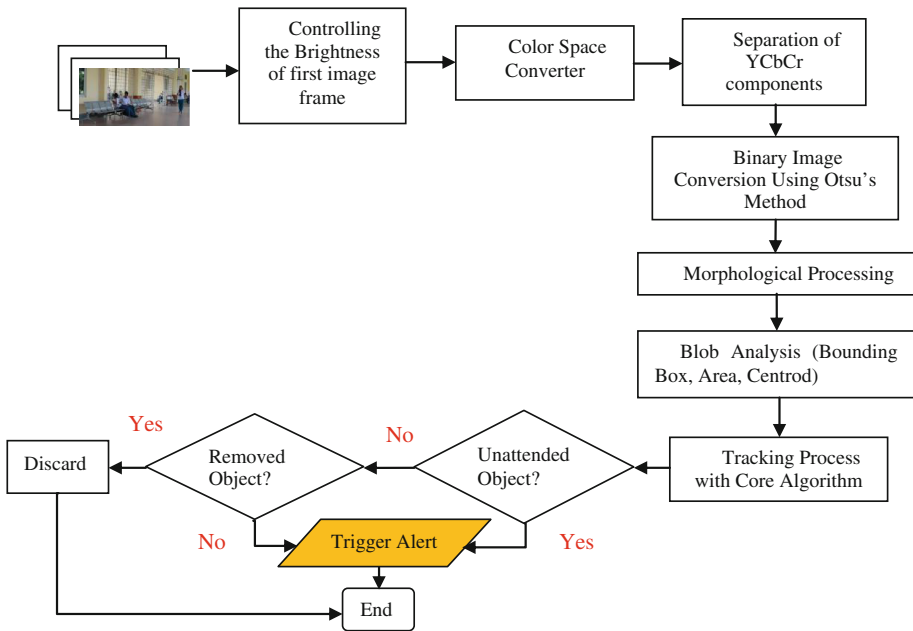 Controlling
the Brightness
of first image
frame
Color Space
Converter
Separation of
YCbCr
components
Binary Image
Conversion Using Otsu's
Method
Morphological Processing
Blob Analysis (Bounding
Box, Area, Centrod)
Tracking Process
with Core Algorithm
Unattended
Object?
No
Yes
Removed
Object?
Yes
No
Discard
Trigger Alert
End